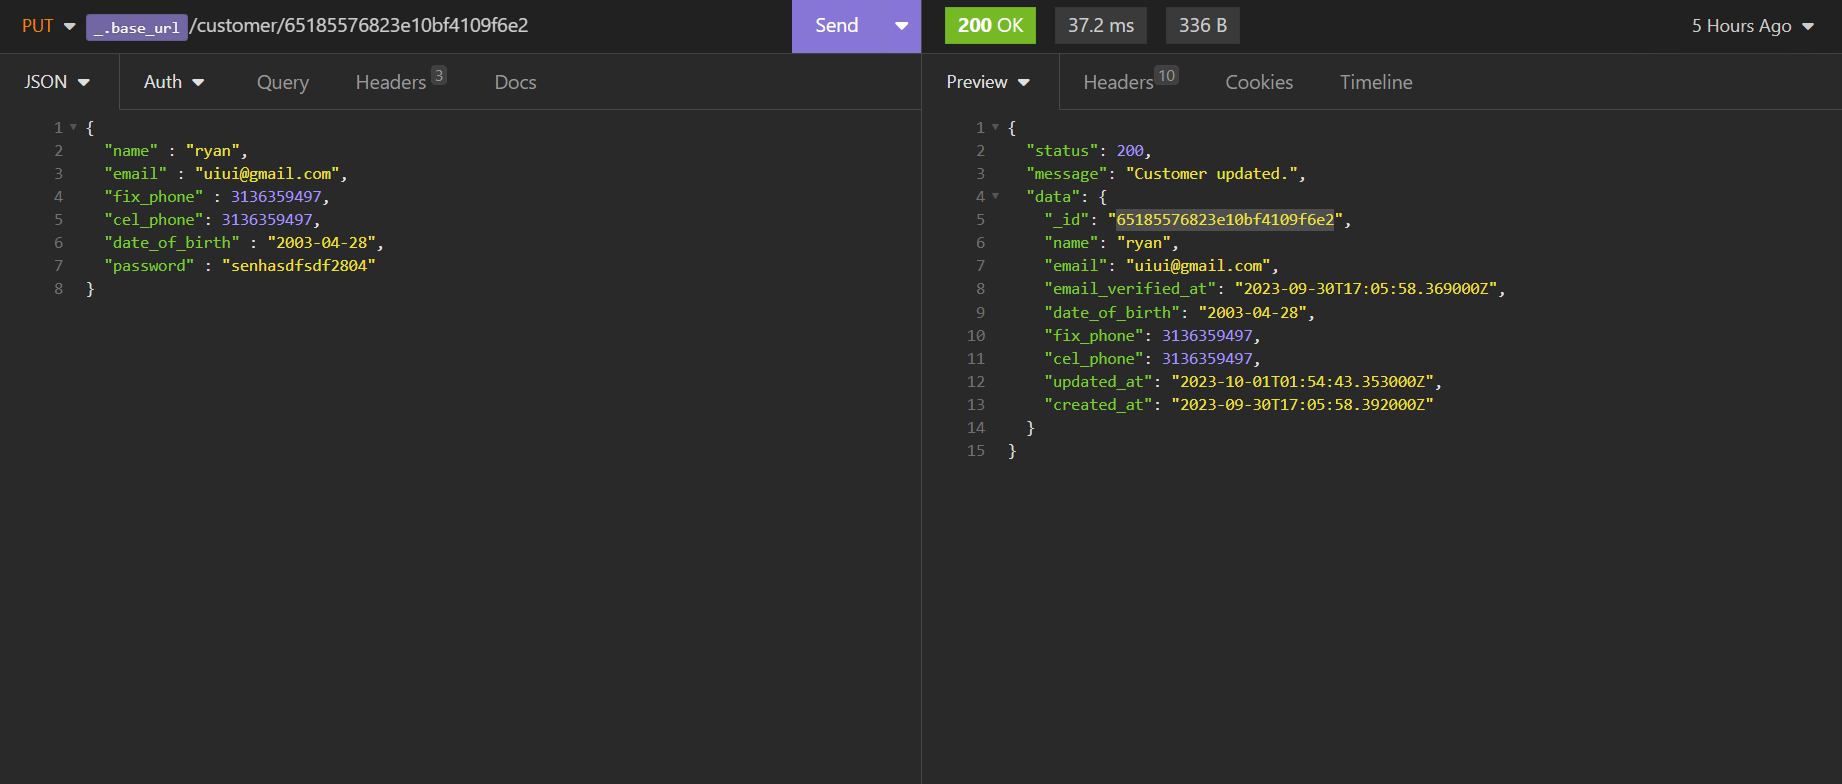 PUT _.base_url/customer/65185576823e10bf4109f6e2 Send
JSON Auth Query Headers 3 Docs
1 {
2 "name" : "ryan",
3 "email" : "uiui@gmail.com",
4 "fix_phone" : 3136359497,
5 "cel_phone": 3136359497,
6 "date_of_birth" : "2003-04-28",
7 "password" : "senhasdfsdf2804"
8 }
200 OK 37.2 ms 336 B 5 Hours Ago
Preview Headers 10 Cookies Timeline
1 {
2 "status": 200,
3 "message": "Customer updated.",
4 "data": {
5 "_id": "65185576823e10bf4109f6e2",
6 "name": "ryan",
7 "email": "uiui@gmail.com",
8 "email_verified_at": "2023-09-30T17:05:58.369000Z",
9 "date_of_birth": "2003-04-28",
10 "fix_phone": 3136359497,
11 "cel_phone": 3136359497,
12 "updated_at": "2023-10-01T01:54:43.353000Z",
13 "created_at": "2023-09-30T17:05:58.392000Z"
14 }
15 }